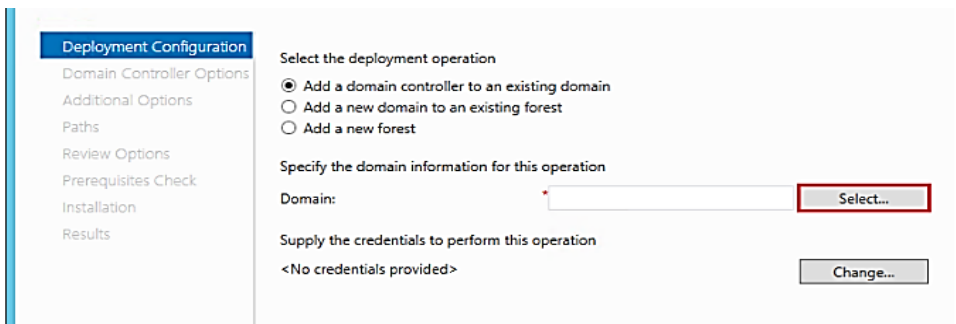 Deployment Configuration
Domain Controller Options
Additional Options
Paths
Review Options
Prerequisites Check
Installation
Results
Select the deployment operation
Add a domain controller to an existing domain
Add a new domain to an existing forest
Add a new forest
Specify the domain information for this operation
Domain: * Select...
Supply the credentials to perform this operation
<No credentials provided> Change...